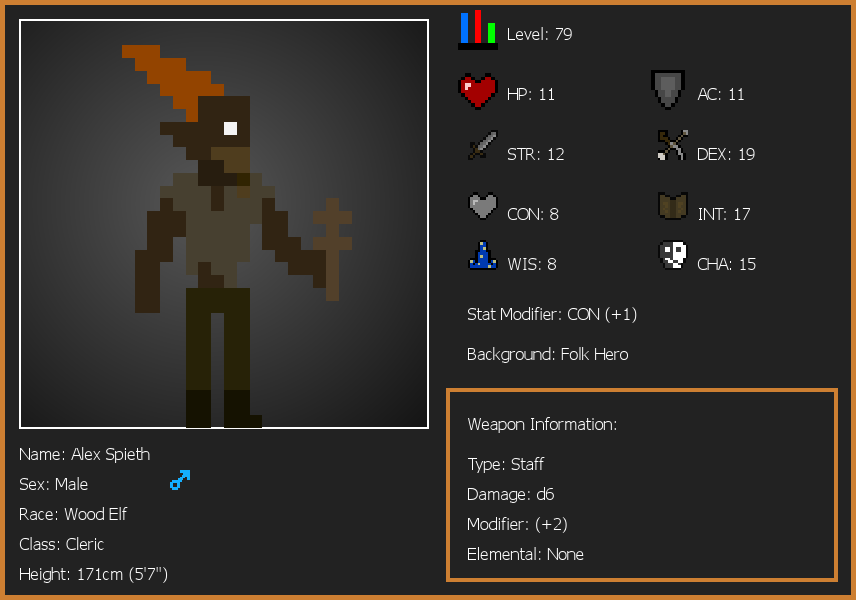 Level: 79
HP: 11
AC: 11
STR: 12
DEX: 19
CON: 8
INT: 17
WIS: 8
CHA: 15
Stat Modifier: CON (+1)
Background: Folk Hero
Weapon Information:
Type: Staff
Damage: d6
Modifier: (+2)
Elemental: None
Name: Alex Spieth
Sex: Male
Race: Wood Elf
Class: Cleric
Height: 171cm (5'7")